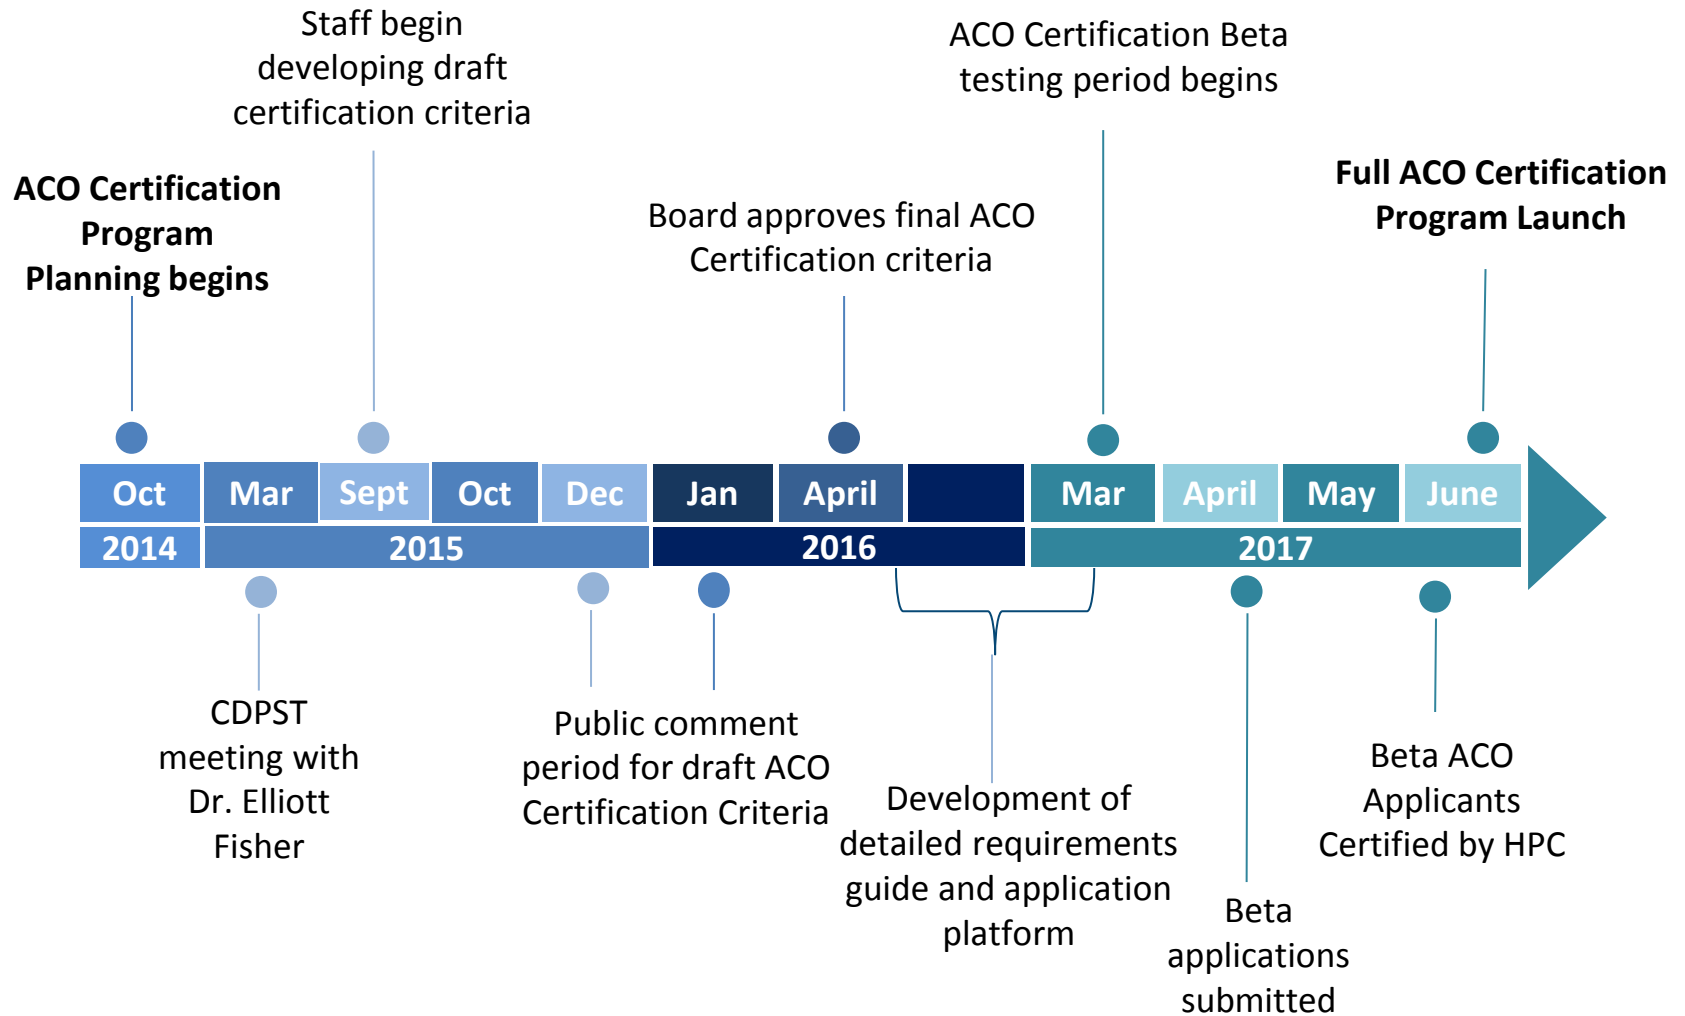 Staff begin
developing draft
certification criteria
ACO Certification Beta
testing period begins
ACO Certification
Program
Planning begins
Board approves final ACO
Certification criteria
Full ACO Certification
Program Launch
Oct
Mar
Sept
Oct
Dec
Jan
April
Mar
April
May
June
2014
2015
2016
2017
CDPST
meeting with
Dr. Elliott
Fisher
Public comment
period for draft ACO
Certification Criteria
Development of
detailed requirements
guide and application
platform
Beta
applications
submitted
Beta ACO
Applicants
Certified by HPC